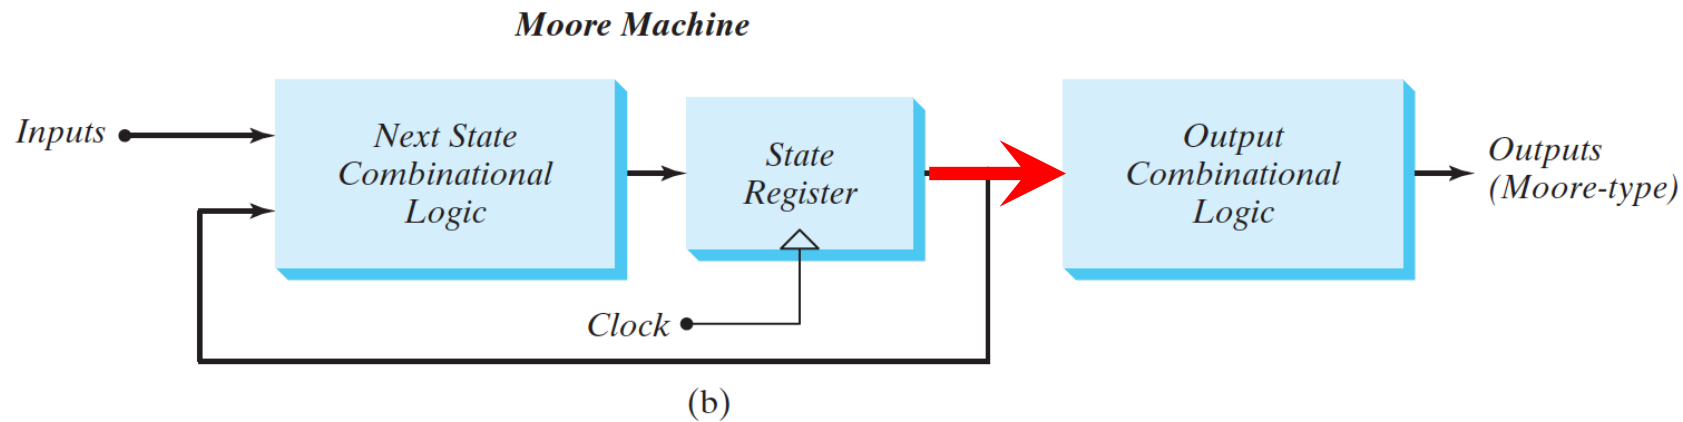 Moore Machine
Inputs
Next State
Combinational
Logic
State
Register
Clock
Output
Combinational
Logic
Outputs
(Moore-type)
(b)